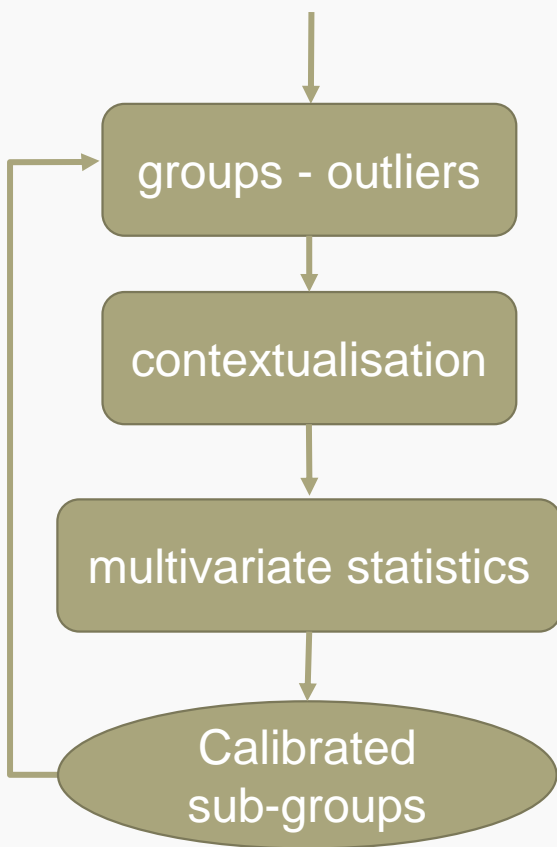 groups - outliers
contextualisation
multivariate statistics
Calibrated
sub-groups